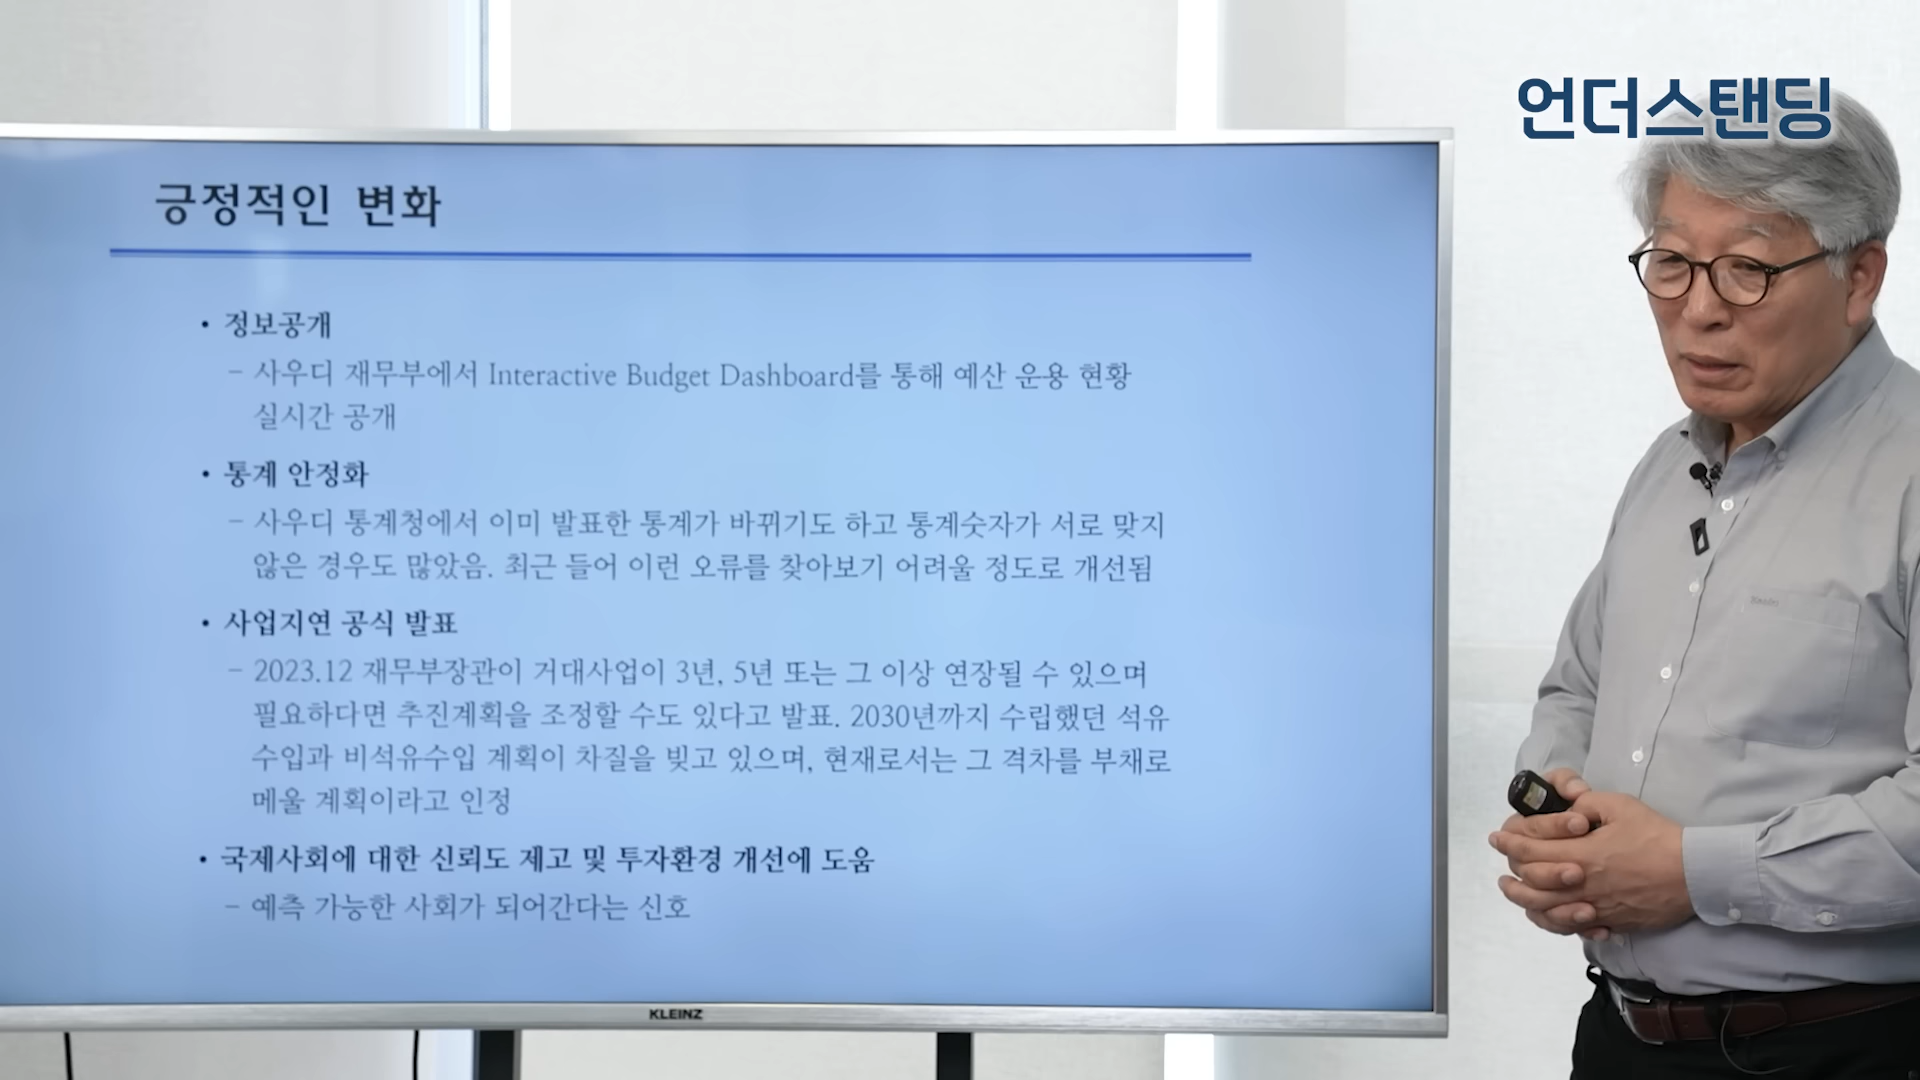 언더스탠딩
긍정적인 변화
• 정보공개
– 사우디 재무부에서 Interactive Budget Dashboard를 통해 예산 운용 현황
실시간 공개
• 통계 안정화
– 사우디 통계청에서 이미 발표한 통계가 바뀌기도 하고 통계숫자가 서로 맞지
않은 경우도 많았음. 최근 들어 이런 오류를 찾아보기 어려울 정도로 개선됨
• 사업지연 공식 발표
– 2023.12 재무부장관이 거대사업이 3년, 5년 또는 그 이상 연장될 수 있으며
필요하다면 추진계획을 조정할 수도 있다고 발표. 2030년까지 수립했던 석유
수입과 비석유수입 계획이 차질을 빚고 있으며, 현재로서는 그 격차를 부채로
메울 계획이라고 인정
• 국제사회에 대한 신뢰도 제고 및 투자환경 개선에 도움
– 예측 가능한 사회가 되어간다는 신호
KLEINZ